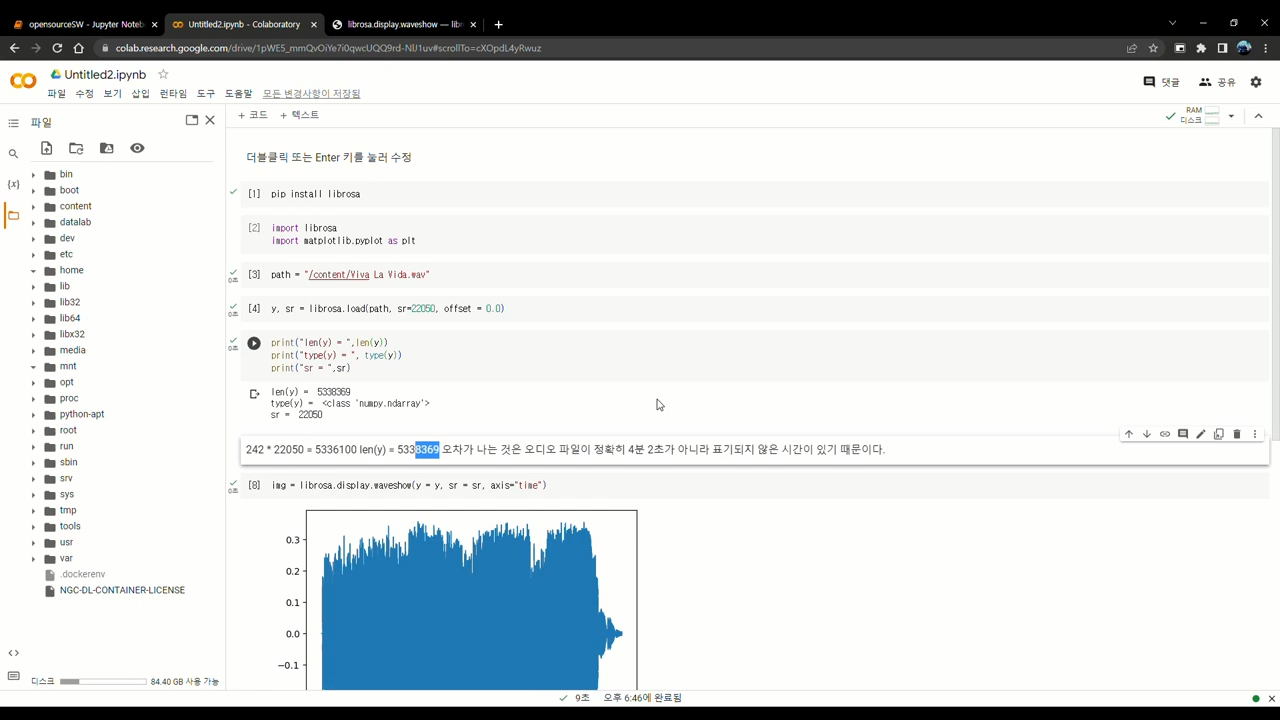 opensourceSW - Jupyter Noteb
Untitled2.ipynb - Colaboratory
librosa.display.waveshow — libr
colab.research.google.com/drive/1pWE5_mmQvOiYe7i0qwcUQQ9rd-NlJ1uv#scrollTo=cXOpdL4yRwuz
Untitled2.ipynb
파일 수정 보기 삽입 런타임 도구 도움말 모든 변경사항이 저장됨
댓글 공유
파일
+ 코드 + 텍스트
RAM
디스크
bin
boot
content
datalab
dev
etc
home
lib
lib32
lib64
libx32
media
mnt
opt
proc
python-apt
root
run
sbin
srv
sys
tmp
tools
usr
var
.dockerenv
NGC-DL-CONTAINER-LICENSE
디스크 84.40 GB 사용 가능
더블클릭 또는 Enter 키를 눌러 수정
[1] pip install librosa
[2] import librosa
import matplotlib.pyplot as plt
[3] path = "/content/Viva La Vida.wav"
0초
[4] y, sr = librosa.load(path, sr=22050, offset = 0.0)
0초
print("len(y) = ",len(y))
print("type(y) = ", type(y))
print("sr = ",sr)
0초
len(y) = 5338369
type(y) = <class 'numpy.ndarray'>
sr = 22050
242 * 22050 = 5336100 len(y) = 5338369 오차가 나는 것은 오디오 파일이 정확히 4분 2초가 아니라 표기되지 않은 시간이 있기 때문이다.
[8] img = librosa.display.waveshow(y = y, sr = sr, axis="time")
0초
0.3
0.2
0.1
0.0
−0.1
9초 오후 6:46에 완료됨